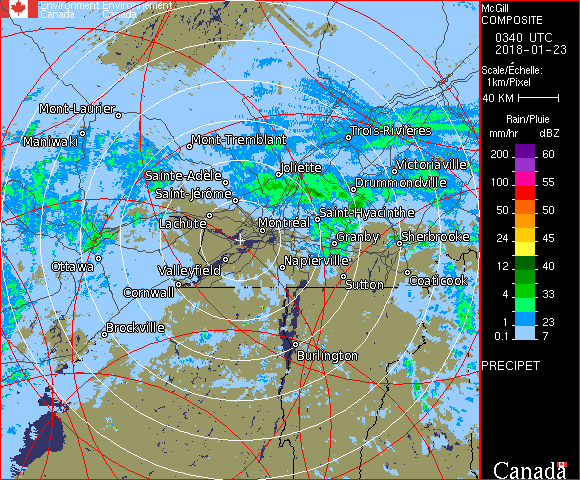 Environment Environnement
Canada Canada
McGill
COMPOSITE
0340 UTC
2018-01-23
Scale/Échelle:
1km/Pixel
40 KM
Rain/Pluie
mm/hr dBZ
200 60
100 55
50 50
24 45
12 40
4 33
1 23
0.1 7
PRECIPET
Canada
Mont-Laurier
Maniwaki
Mont-Tremblant
Trois-Rivières
Sainte-Adèle
Joliette
Victoriaville
Saint-Jérôme
Drummondville
Lachute
Montréal
Saint-Hyacinthe
Granby
Sherbrooke
Ottawa
Valleyfield
Napierville
Cornwall
Sutton
Coaticook
Brockville
Burlington